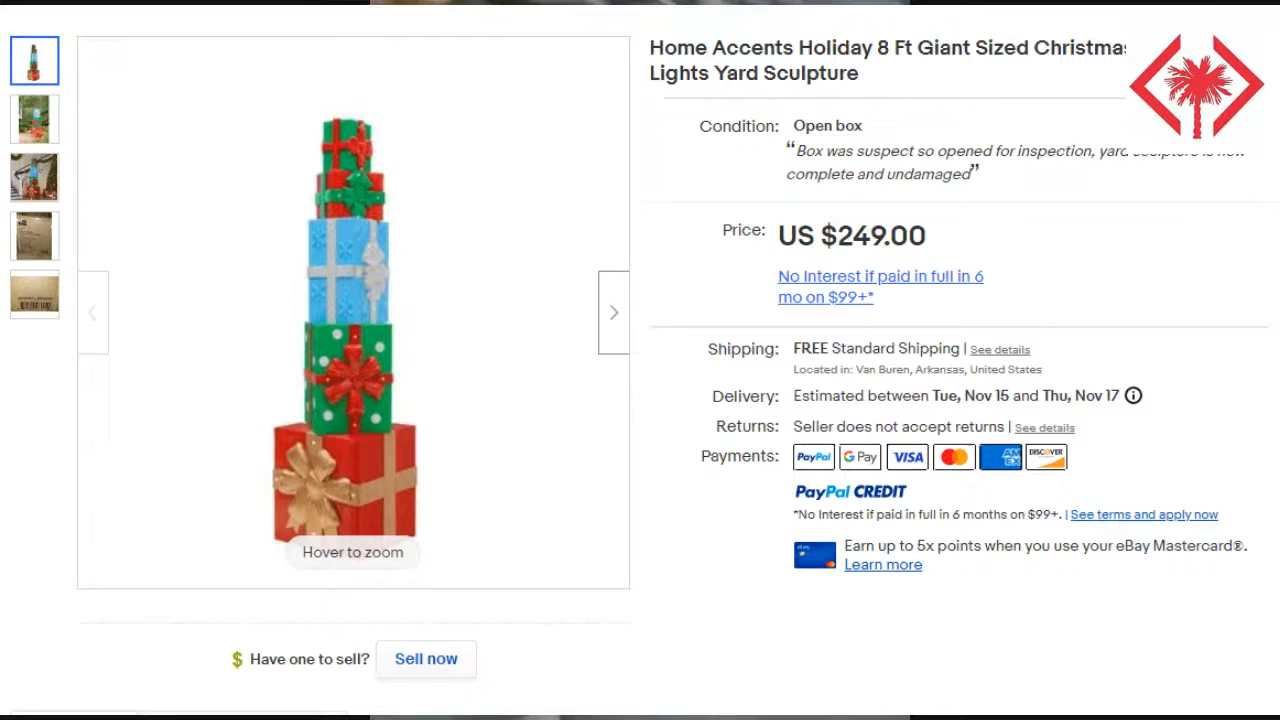 Home Accents Holiday 8 Ft Giant Sized
Lights Yard Sculpture
Condition: Open box
“Box was suspect so opened for inspection,
complete and undamaged”
Price: US $249.00
No Interest if paid in full in 6
mo on $99+*
Shipping: FREE Standard Shipping | See details
Located in: Van Buren, Arkansas, United States
Delivery: Estimated between Tue, Nov 15 and Thu, Nov 17
Returns: Seller does not accept returns | See details
Payments: PayPal G Pay VISA AM EX DISCOVER
PayPal CREDIT
*No Interest if paid in full in 6 months on $99+. | See terms and apply now
Earn up to 5x points when you use your eBay Mastercard®.
Learn more
Hover to zoom
$ Have one to sell? Sell now